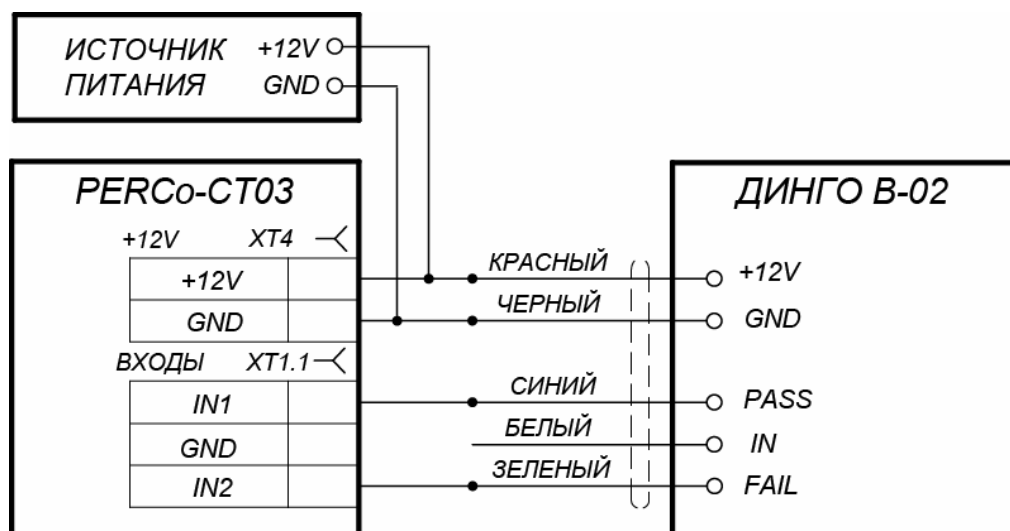 ИСТОЧНИК +12V
ПИТАНИЯ GND
PERCo-CT03
+12V XT4
+12V
GND
ВХОДЫ XT1.1
IN1
GND
IN2
КРАСНЫЙ
ЧЕРНЫЙ
СИНИЙ
БЕЛЫЙ
ЗЕЛЕНЫЙ
ДИНГО В-02
+12V
GND
PASS
IN
FAIL